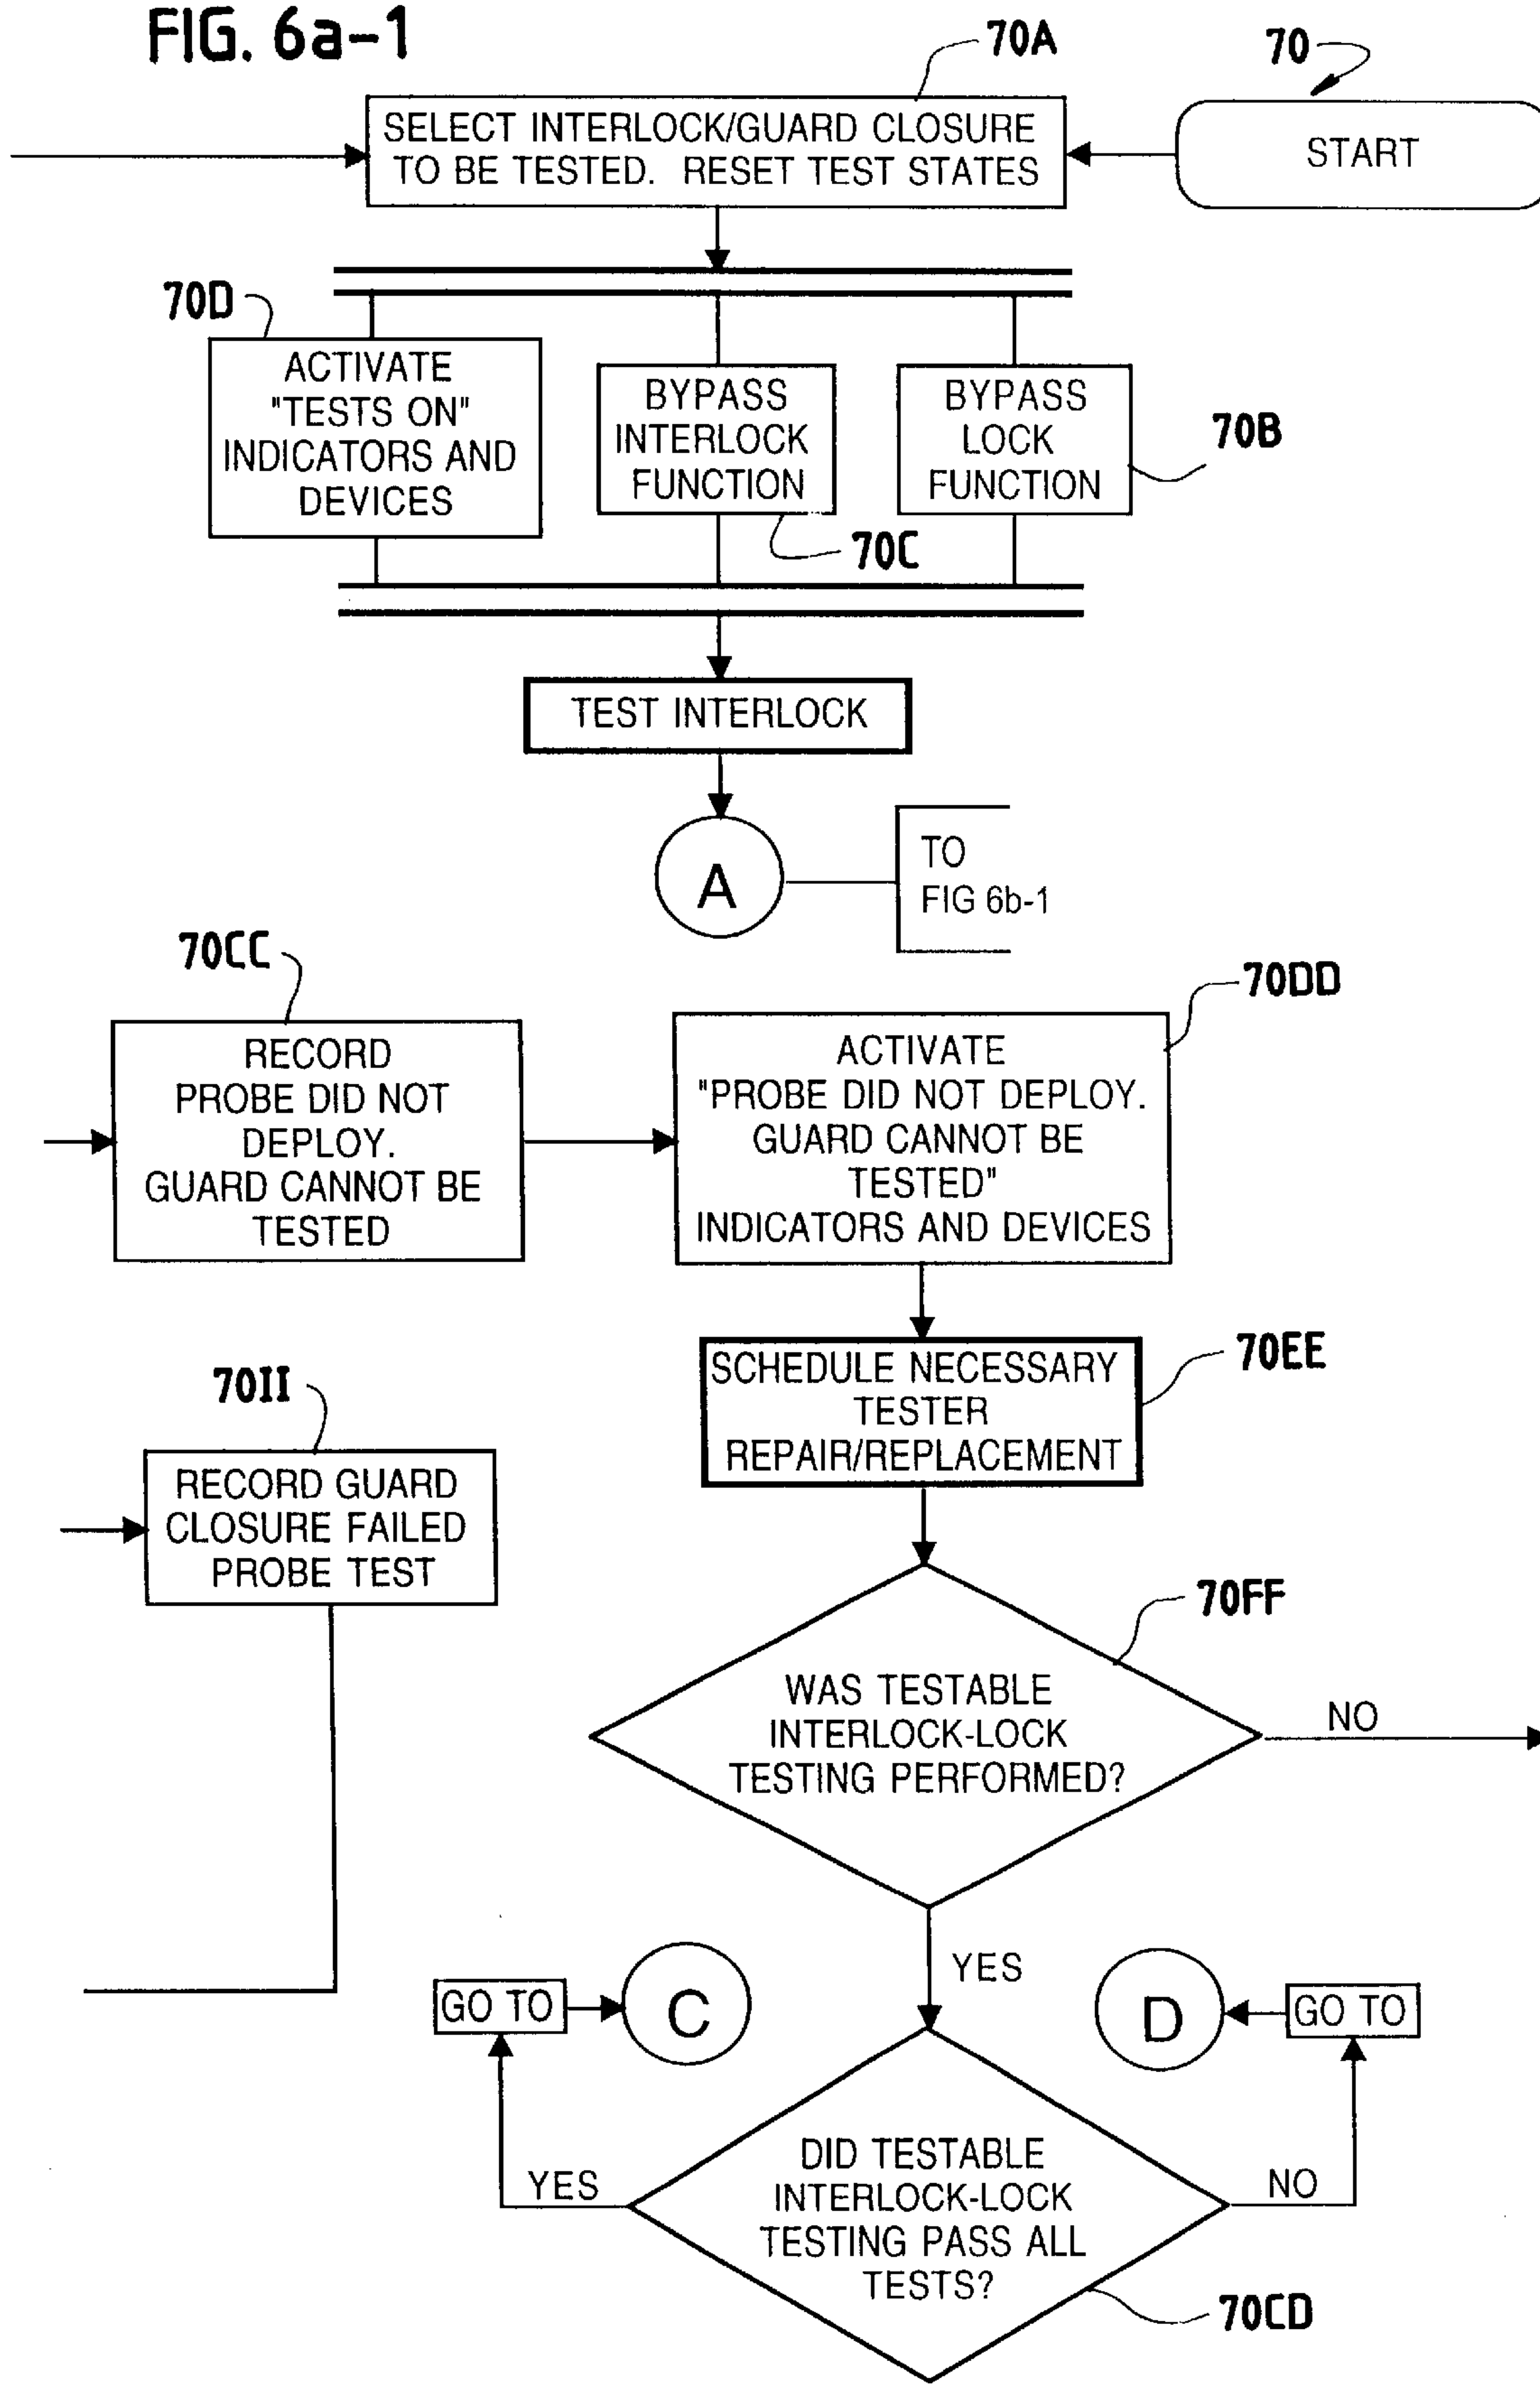 FIG. 6a-1
70A
70
SELECT INTERLOCK/GUARD CLOSURE
TO BE TESTED. RESET TEST STATES
START
70D
ACTIVATE
"TESTS ON"
INDICATORS AND
DEVICES
BYPASS
INTERLOCK
FUNCTION
70C
BYPASS
LOCK
FUNCTION
70B
TEST INTERLOCK
A
TO
FIG 6b-1
70CC
RECORD
PROBE DID NOT
DEPLOY.
GUARD CANNOT BE
TESTED
70DD
ACTIVATE
"PROBE DID NOT DEPLOY.
GUARD CANNOT BE
TESTED"
INDICATORS AND DEVICES
70EE
SCHEDULE NECESSARY
TESTER
REPAIR/REPLACEMENT
70II
RECORD GUARD
CLOSURE FAILED
PROBE TEST
70FF
WAS TESTABLE
INTERLOCK-LOCK
TESTING PERFORMED?
NO
YES
GO TO
C
D
GO TO
YES
DID TESTABLE
INTERLOCK-LOCK
TESTING PASS ALL
TESTS?
NO
70CD